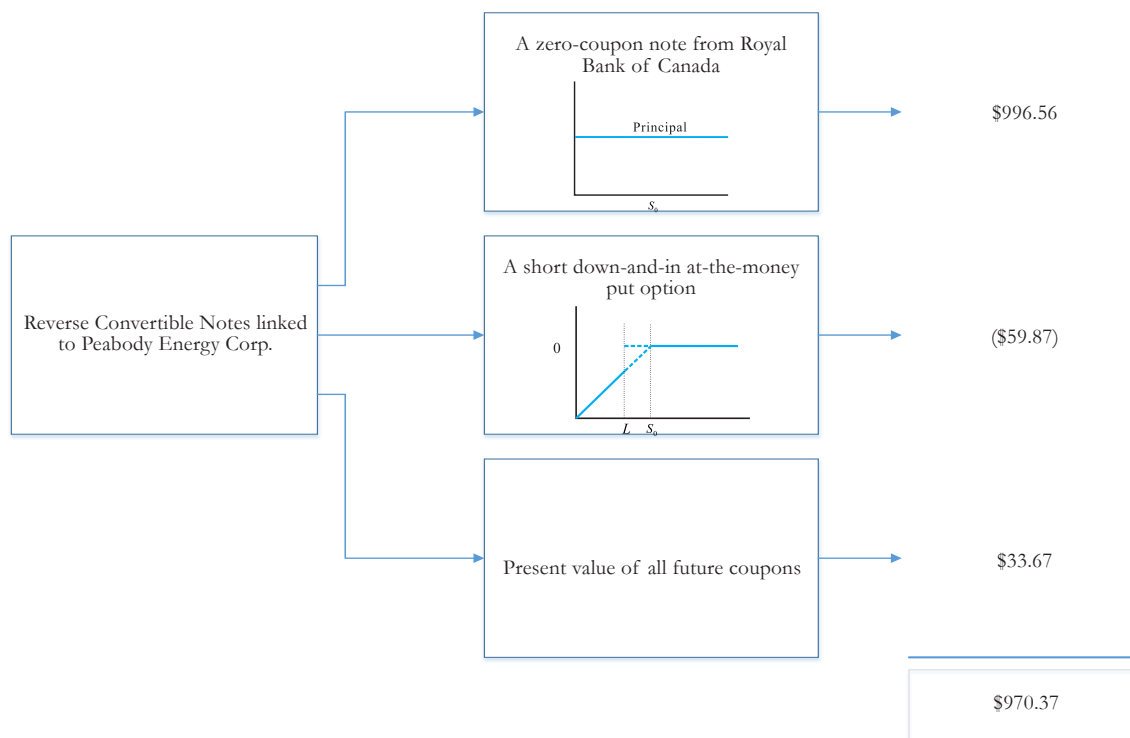 A zero-coupon note from Royal
Bank of Canada
Principal
S₀
$996.56
Reverse Convertible Notes linked
to Peabody Energy Corp.
A short down-and-in at-the-money
put option
0
L S₀
($59.87)
Present value of all future coupons
$33.67
$970.37